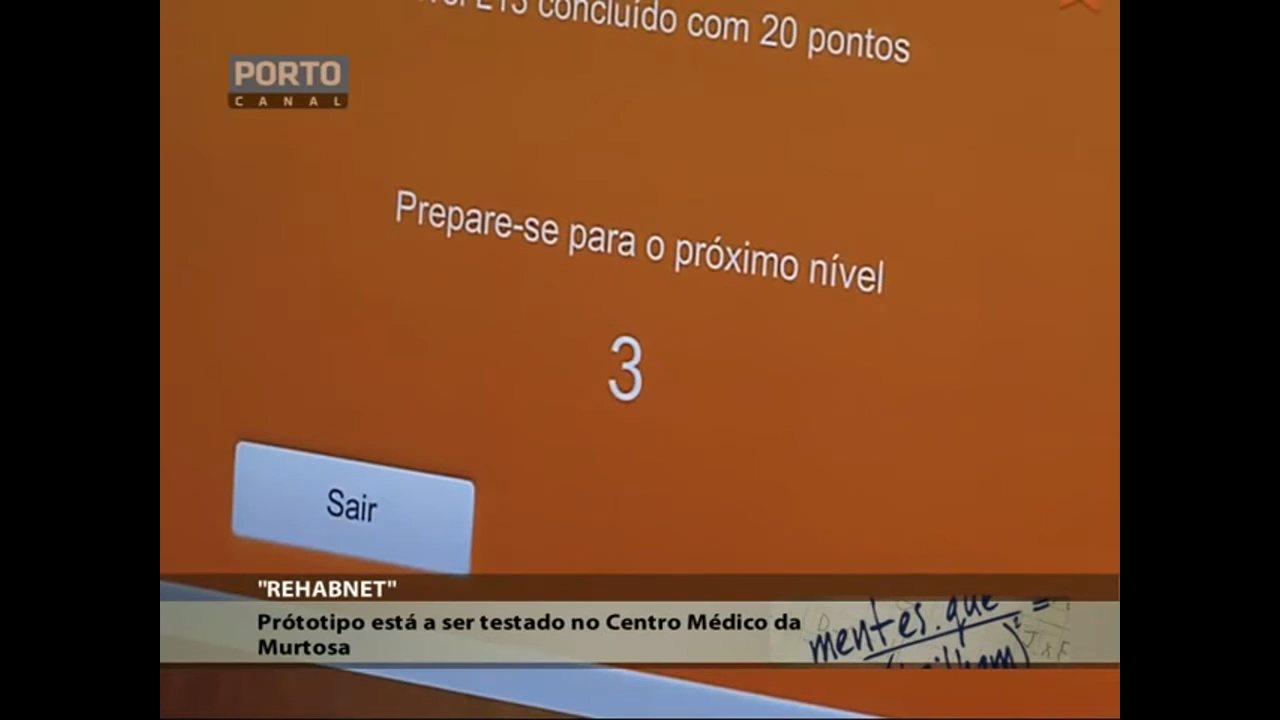 concluído com 20 pontos
PORTO
CANAL
Prepare-se para o próximo nível
3
Sair
"REHABNET"
Prótotipo está a ser testado no Centro Médico da
Murtosa
mentes.que =